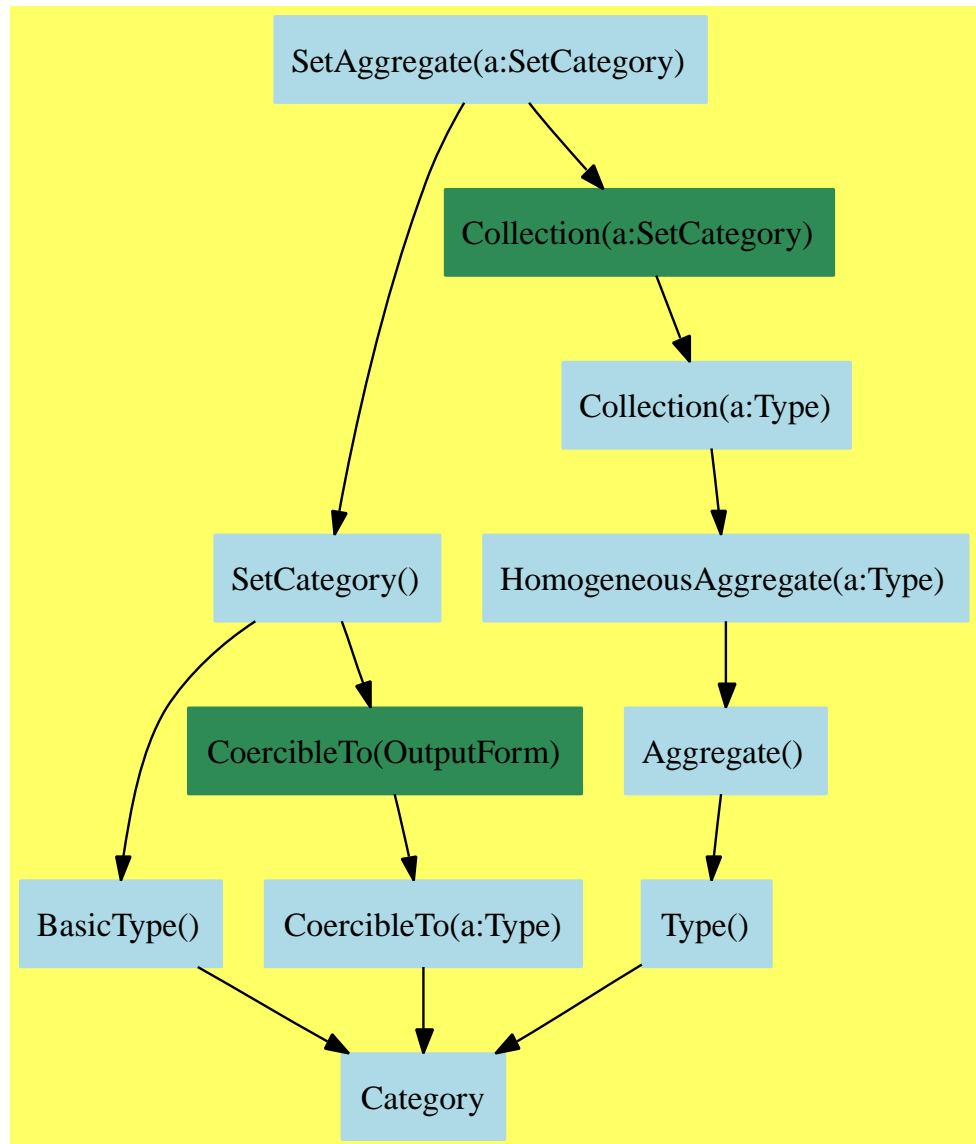 SetAggregate(a:SetCategory)
Collection(a:SetCategory)
Collection(a:Type)
SetCategory()
HomogeneousAggregate(a:Type)
CoercibleTo(OutputForm)
Aggregate()
BasicType()
CoercibleTo(a:Type)
Type()
Category